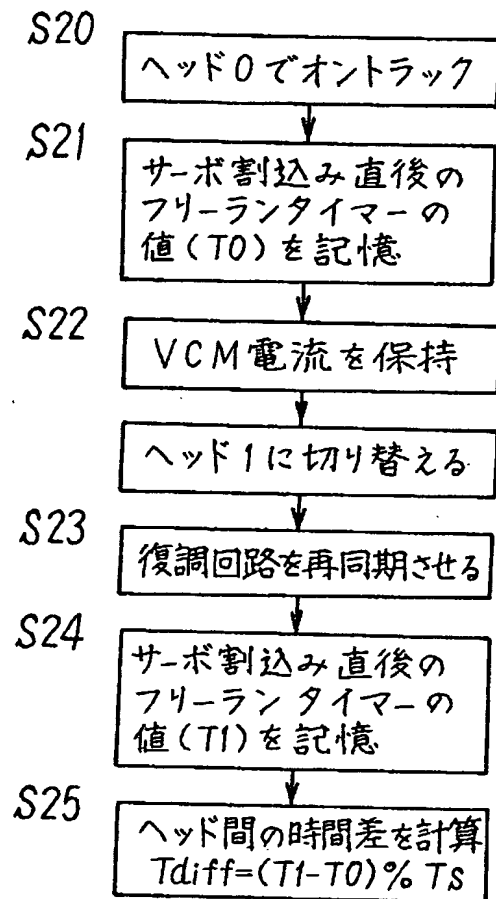 S20
ヘッド0でオントラック
S21
サーボ割込み直後の
フリーランタイマーの
値(T0)を記憶
S22
VCM電流を保持
ヘッド1に切り替える
S23
復調回路を再同期させる
S24
サーボ割込み直後の
フリーランタイマーの
値(T1)を記憶
S25
ヘッド間の時間差を計算
Tdiff=(T1-T0)% Ts